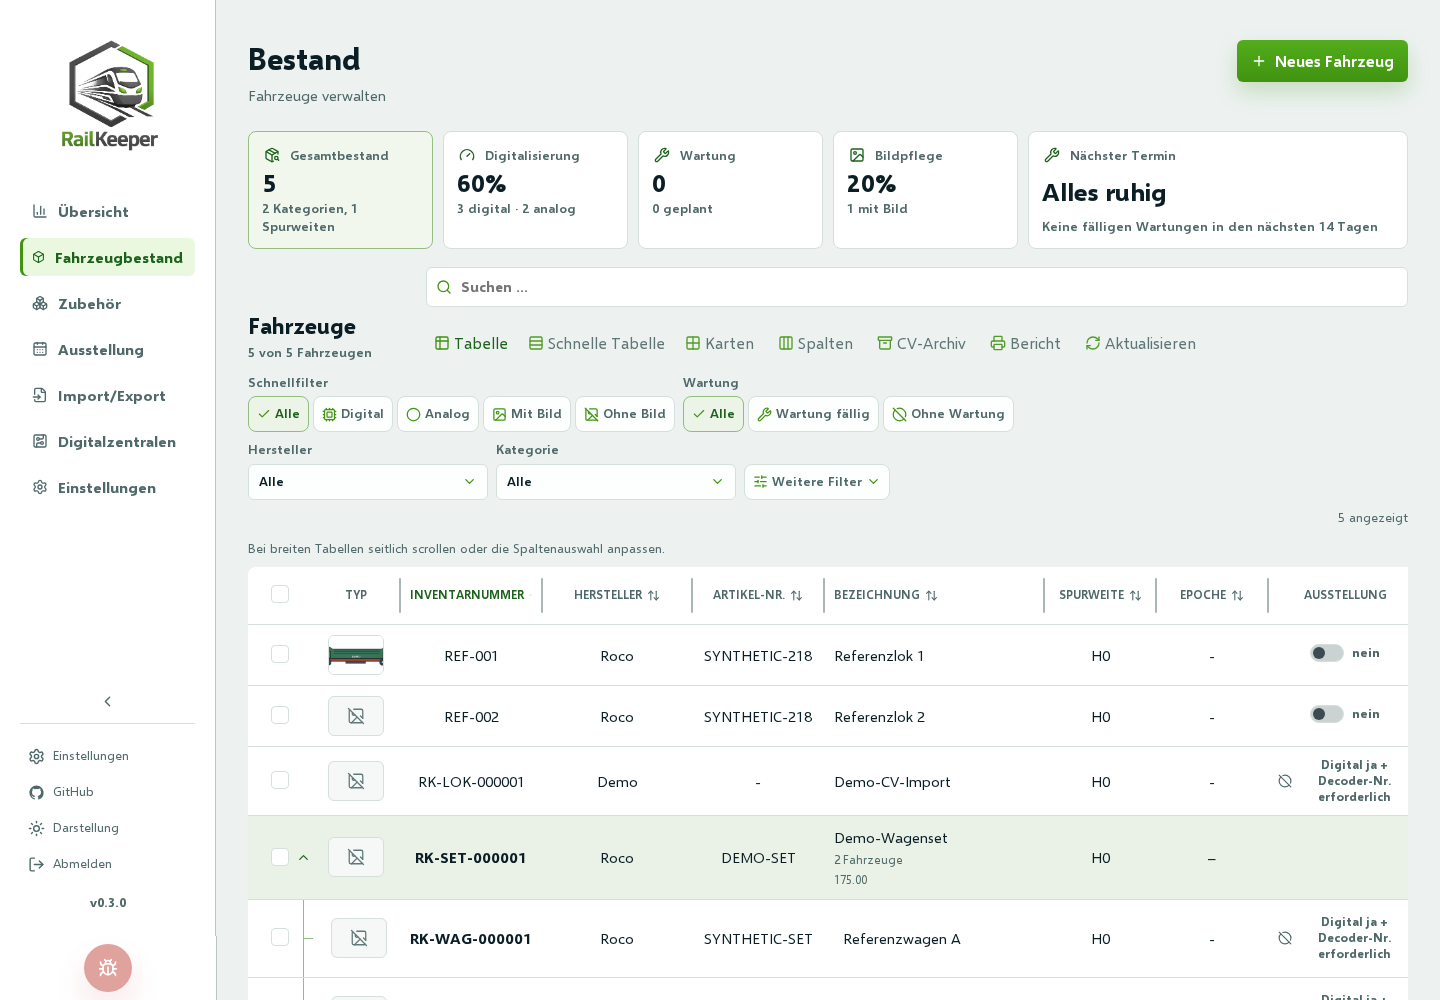 RailKeeper
Übersicht
Fahrzeugbestand
Zubehör
Ausstellung
Import/Export
Digitalzentralen
Einstellungen
Einstellungen
GitHub
Darstellung
Abmelden
v0.3.0
Bestand
Fahrzeuge verwalten
Neues Fahrzeug
Gesamtbestand
5
2 Kategorien, 1
Spurweiten
Digitalisierung
60%
3 digital · 2 analog
Wartung
0
0 geplant
Bildpflege
20%
1 mit Bild
Nächster Termin
Alles ruhig
Keine fälligen Wartungen in den nächsten 14 Tagen
Suchen ...
Fahrzeuge
5 von 5 Fahrzeugen
Tabelle Schnelle Tabelle Karten Spalten CV-Archiv Bericht Aktualisieren
Schnellfilter
Alle Digital Analog Mit Bild Ohne Bild
Wartung
Alle Wartung fällig Ohne Wartung
Hersteller
Alle
Kategorie
Alle
Weitere Filter
5 angezeigt
Bei breiten Tabellen seitlich scrollen oder die Spaltenauswahl anpassen.
TYP INVENTARNUMMER HERSTELLER ARTIKEL-NR. BEZEICHNUNG SPURWEITE EPOCHE AUSSTELLUNG
REF-001 Roco SYNTHETIC-218 Referenzlok 1 H0 - nein
REF-002 Roco SYNTHETIC-218 Referenzlok 2 H0 - nein
RK-LOK-000001 Demo - Demo-CV-Import H0 - Digital ja +
Decoder-Nr.
erforderlich
RK-SET-000001 Roco DEMO-SET Demo-Wagenset H0 –
2 Fahrzeuge
175.00
RK-WAG-000001 Roco SYNTHETIC-SET Referenzwagen A H0 - Digital ja +
Decoder-Nr.
erforderlich
Digital ja +